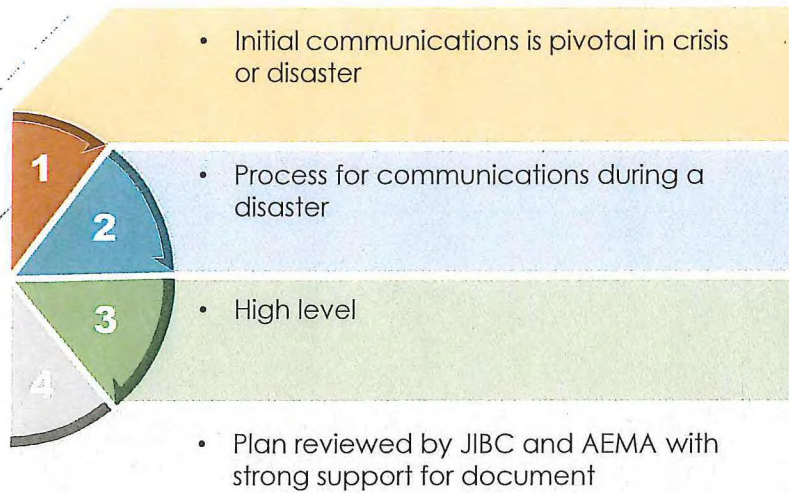 1
• Initial communications is pivotal in crisis
or disaster
2
• Process for communications during a
disaster
3
• High level
4
• Plan reviewed by JIBC and AEMA with
strong support for document